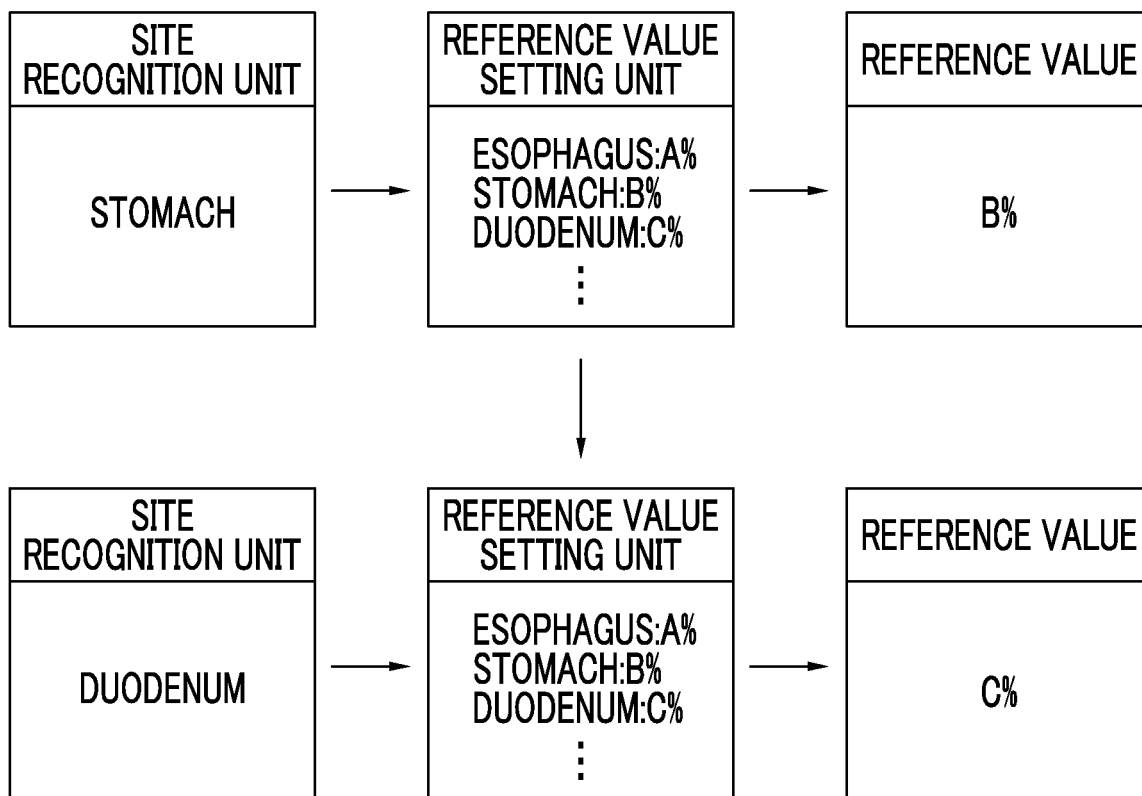 SITE
RECOGNITION UNIT
STOMACH
REFERENCE VALUE
SETTING UNIT
ESOPHAGUS:A%
STOMACH:B%
DUODENUM:C%
⋮
REFERENCE VALUE
B%
SITE
RECOGNITION UNIT
DUODENUM
REFERENCE VALUE
SETTING UNIT
ESOPHAGUS:A%
STOMACH:B%
DUODENUM:C%
⋮
REFERENCE VALUE
C%